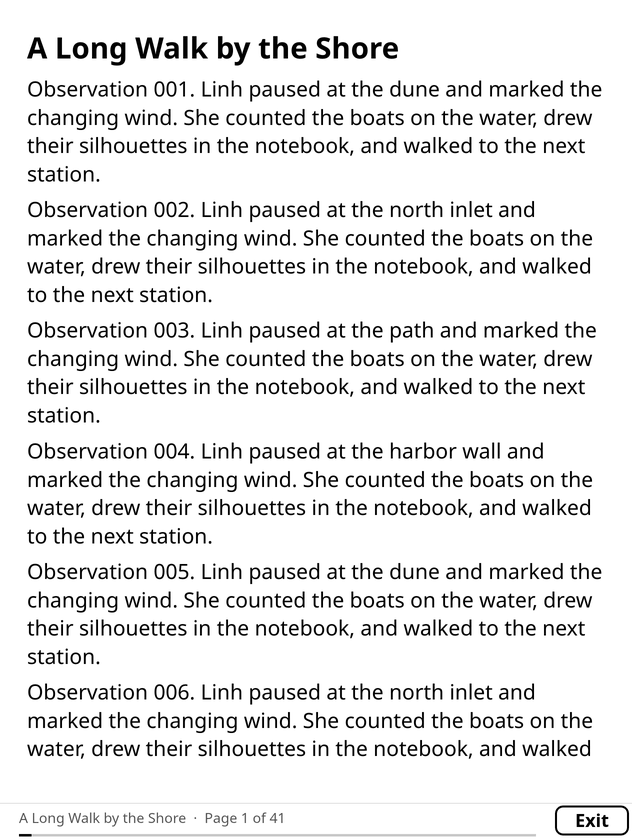 A Long Walk by the Shore
Observation 001. Linh paused at the dune and marked the
changing wind. She counted the boats on the water, drew
their silhouettes in the notebook, and walked to the next
station.
Observation 002. Linh paused at the north inlet and
marked the changing wind. She counted the boats on the
water, drew their silhouettes in the notebook, and walked
to the next station.
Observation 003. Linh paused at the path and marked the
changing wind. She counted the boats on the water, drew
their silhouettes in the notebook, and walked to the next
station.
Observation 004. Linh paused at the harbor wall and
marked the changing wind. She counted the boats on the
water, drew their silhouettes in the notebook, and walked
to the next station.
Observation 005. Linh paused at the dune and marked the
changing wind. She counted the boats on the water, drew
their silhouettes in the notebook, and walked to the next
station.
Observation 006. Linh paused at the north inlet and
marked the changing wind. She counted the boats on the
water, drew their silhouettes in the notebook, and walked
A Long Walk by the Shore · Page 1 of 41
Exit